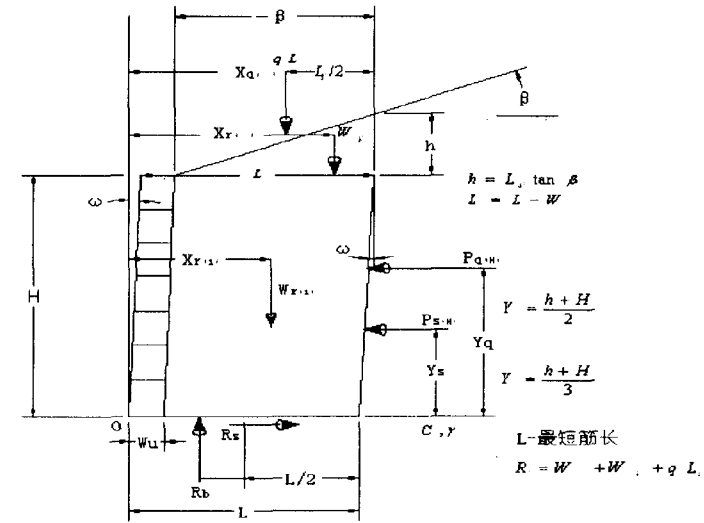 β
q L
Xq(.)
L/2
β
Xr(.)
W
h
L
h = L tan β
L = L - W
ω
ω
Xr(i)
Pq(H)
Wr(i)
H
Y = h + H / 2
Ps(H)
Yq
Ys
Y = h + H / 3
O
Rs
C , r
Wu
L-最短筋长
Rb
L/2
R = W + W + q L
L